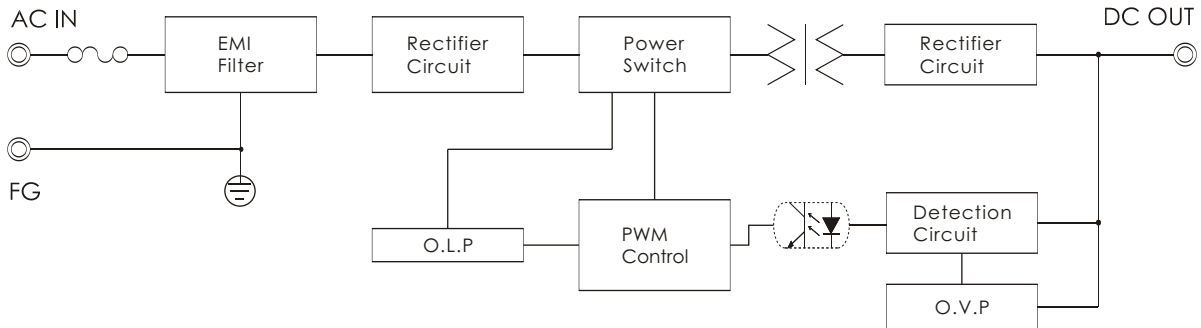 AC IN
DC OUT
EMI
Filter
Rectifier
Circuit
Power
Switch
Rectifier
Circuit
FG
O.L.P
PWM
Control
Detection
Circuit
O.V.P